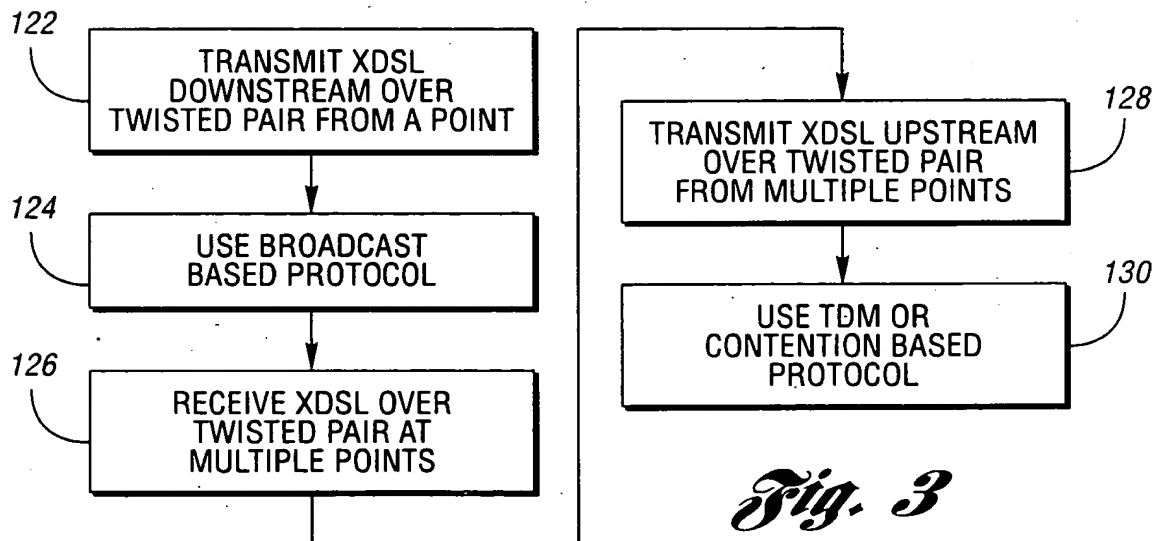 122
TRANSMIT XDSL
DOWNSTREAM OVER
TWISTED PAIR FROM A POINT
124
USE BROADCAST
BASED PROTOCOL
126
RECEIVE XDSL OVER
TWISTED PAIR AT
MULTIPLE POINTS
128
TRANSMIT XDSL UPSTREAM
OVER TWISTED PAIR
FROM MULTIPLE POINTS
130
USE TDM OR
CONTENTION BASED
PROTOCOL
Fig. 3